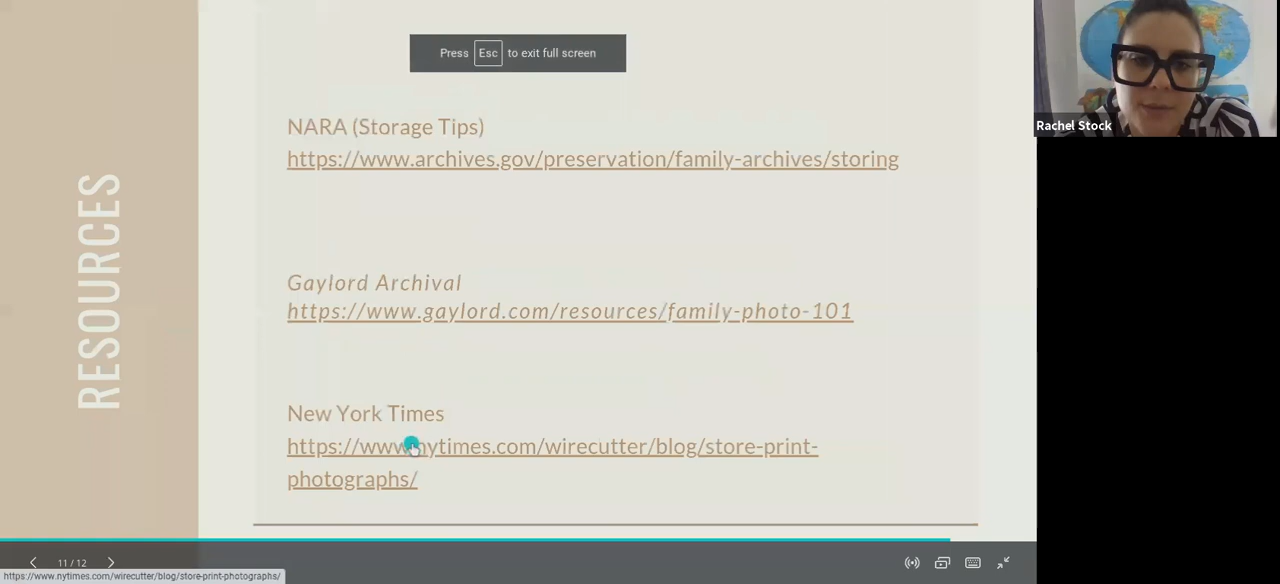 Press Esc to exit full screen
Rachel Stock
RESOURCES
NARA (Storage Tips)
https://www.archives.gov/preservation/family-archives/storing
Gaylord Archival
https://www.gaylord.com/resources/family-photo-101
New York Times
https://www.nytimes.com/wirecutter/blog/store-print-
photographs/
11 / 12
https://www.nytimes.com/wirecutter/blog/store-print-photographs/